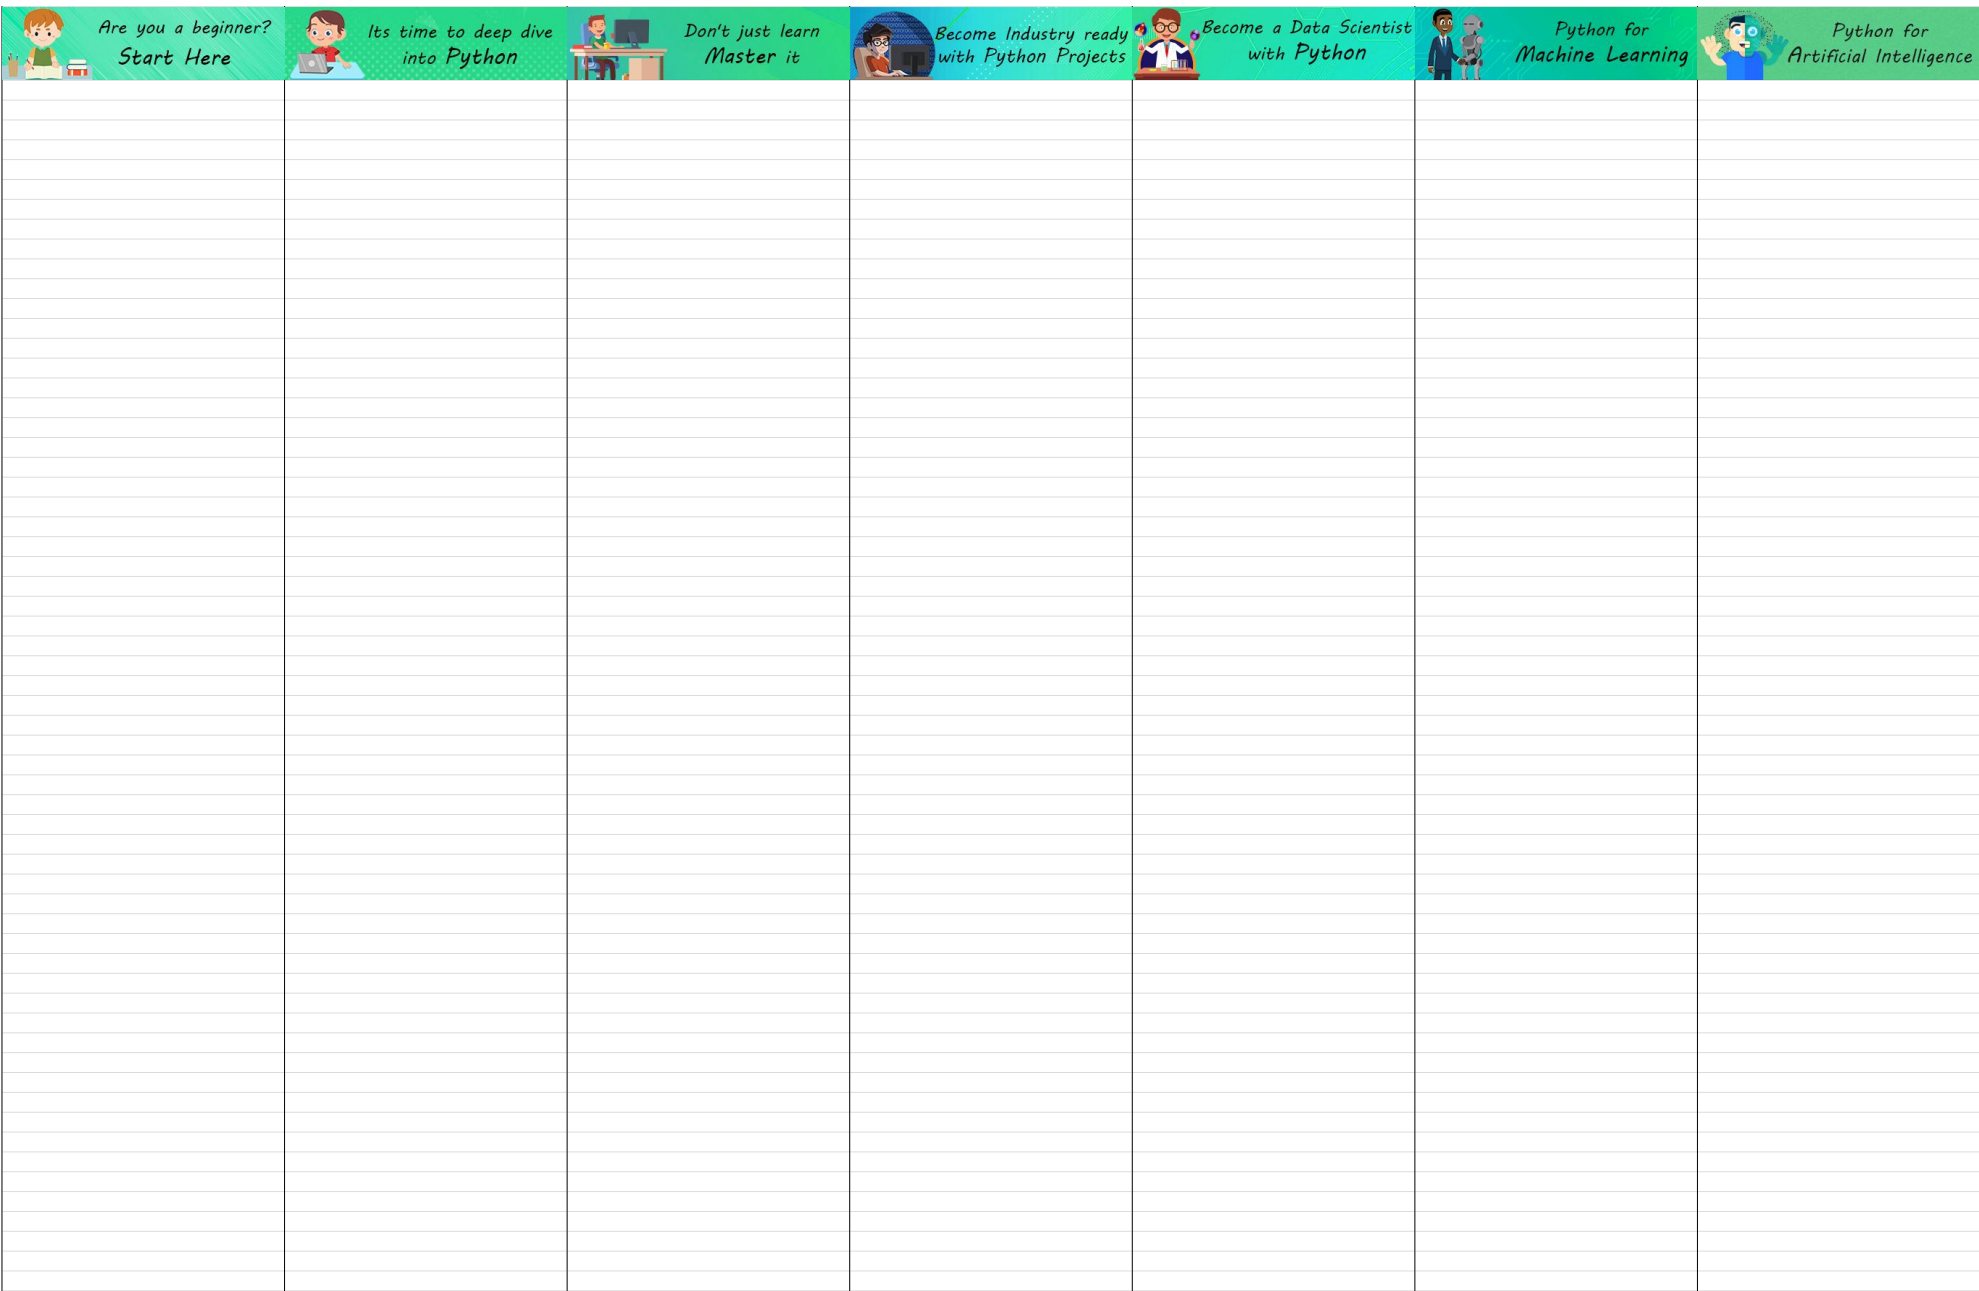 Are you a beginner?
Start Here
Its time to deep dive
into Python
Don't just learn
Master it
Become Industry ready
with Python Projects
Become a Data Scientist
with Python
Python for
Machine Learning
Python for
Artificial Intelligence